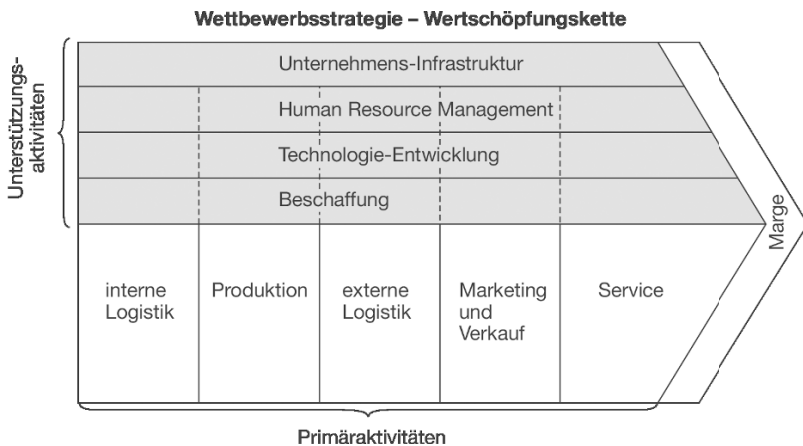 Wettbewerbsstrategie – Wertschöpfungskette
Unterstützungs-
aktivitäten
Unternehmens-Infrastruktur
Human Resource Management
Technologie-Entwicklung
Beschaffung
interne
Logistik
Produktion
externe
Logistik
Marketing
und
Verkauf
Service
Marge
Primäraktivitäten